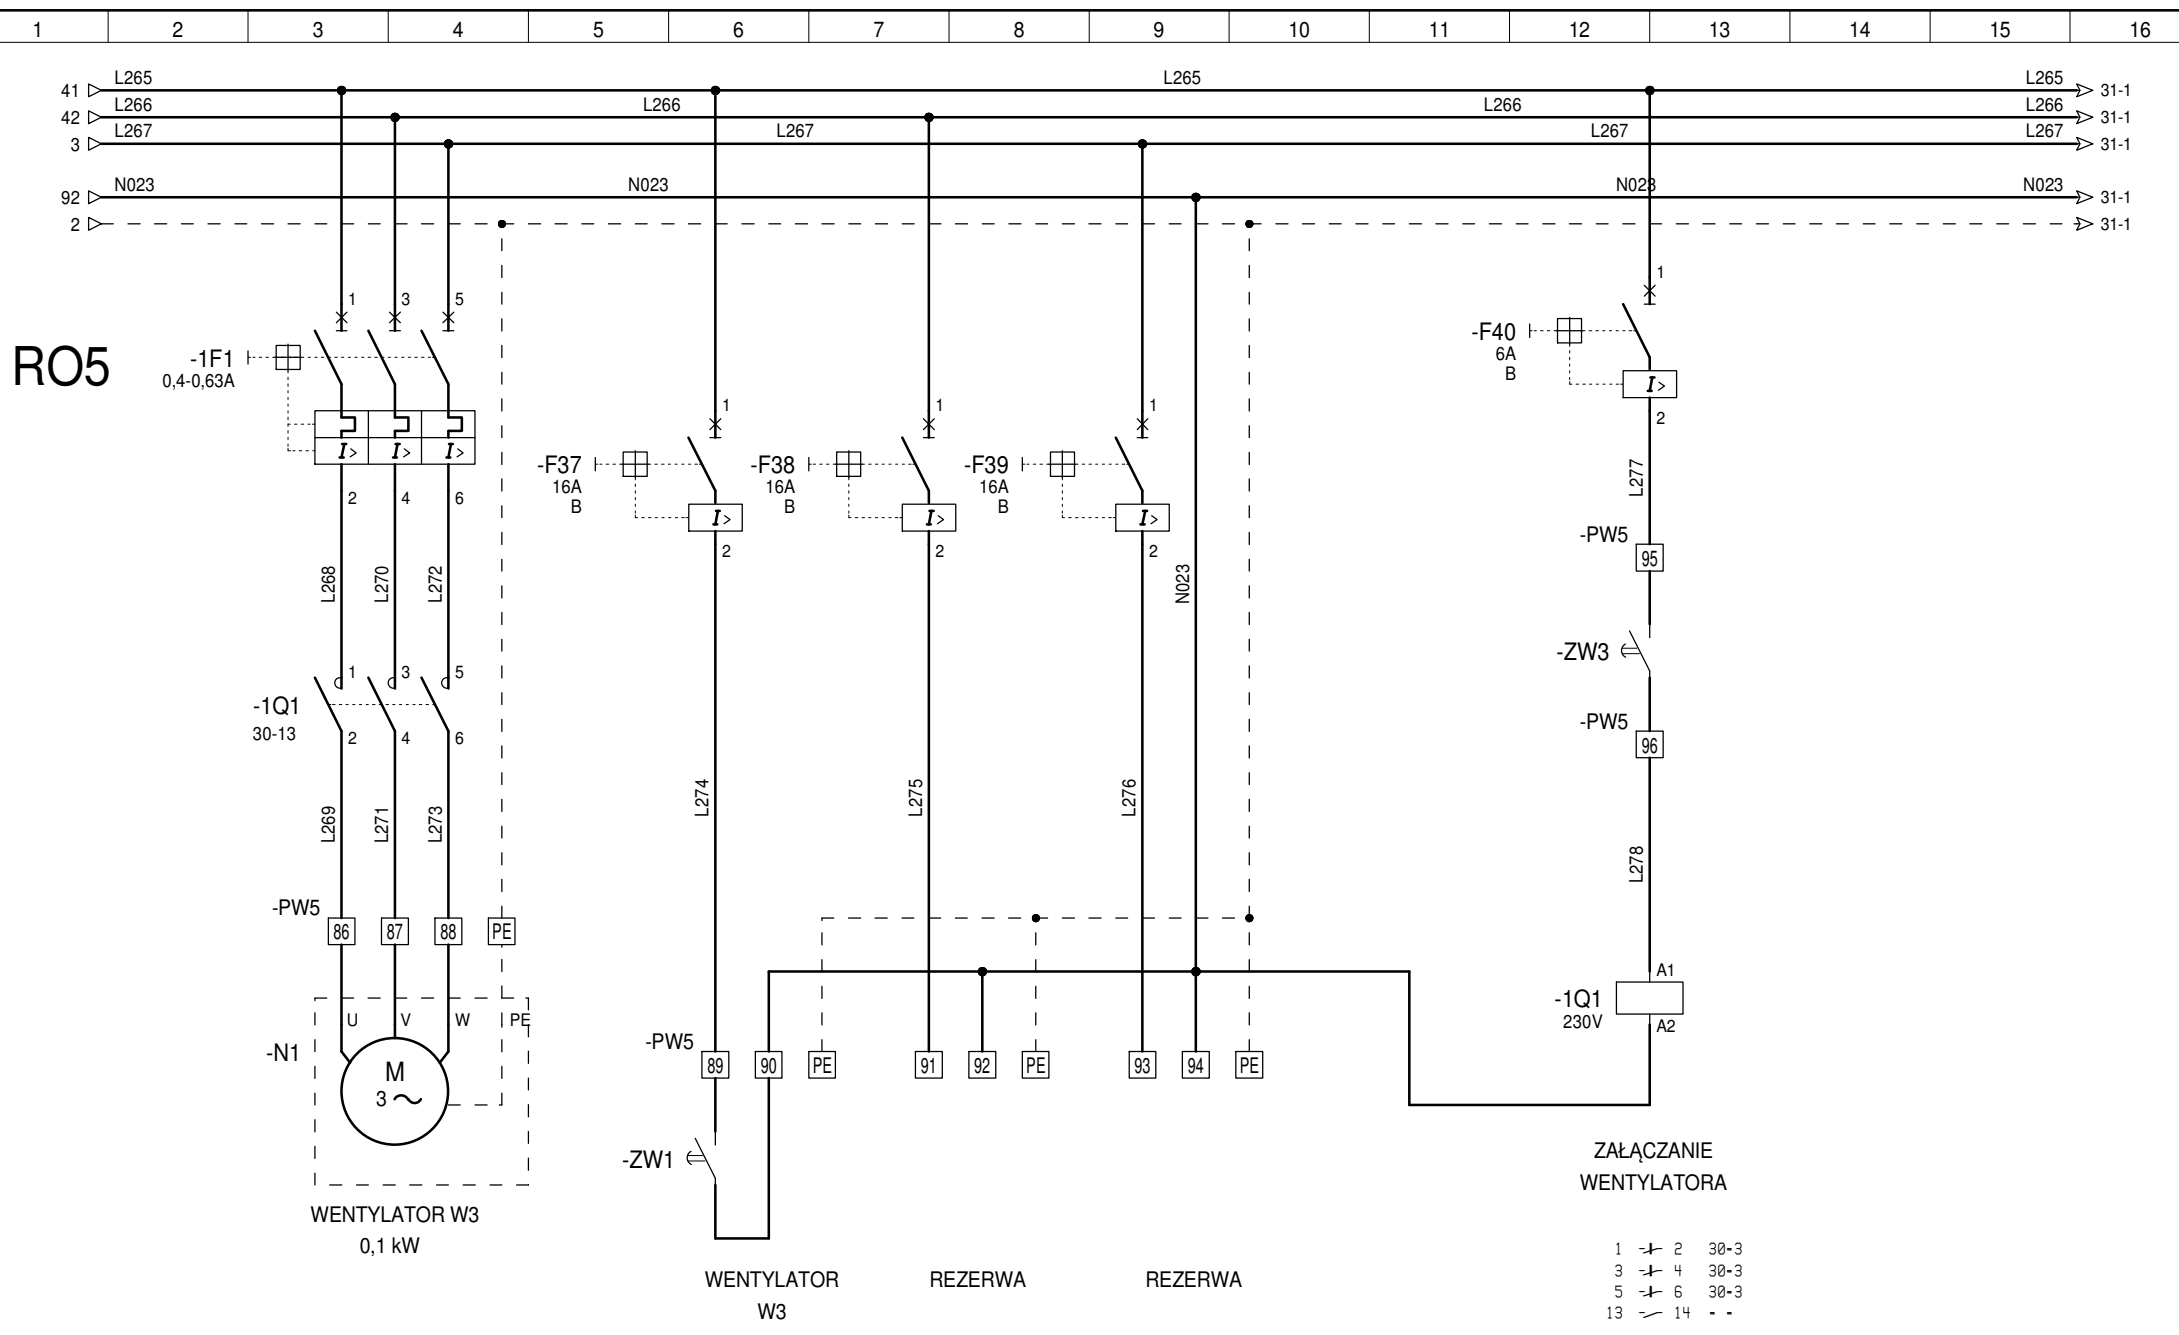 1 2 3 4 5 6 7 8 9 10 11 12 13 14 15 16
41 L265 L265 L265 31-1
42 L266 L266 L266 L266 31-1
3 L267 L267 L267 L267 31-1
92 N023 N023 N023 N023 31-1
2 31-1
RO5
-1F1
0,4-0,63A
1 3 5
I> I> I>
2 4 6
L268 L270 L272
-1Q1
30-13
1 3 5
2 4 6
L269 L271 L273
-PW5
86 87 88 PE
U V W PE
-N1
M
3
WENTYLATOR W3
0,1 kW
-F37
16A
B
1
I>
2
L274
-PW5
89 90 PE
-ZW1
WENTYLATOR
W3
-F38
16A
B
1
I>
2
L275
91 92 PE
REZERWA
-F39
16A
B
1
I>
2
L276
N023
93 94 PE
REZERWA
-F40
6A
B
1
I>
2
L277
-PW5
95
-ZW3
-PW5
96
L278
-1Q1
230V
A1
A2
ZAŁĄCZANIE
WENTYLATORA
1 2 30-3
3 4 30-3
5 6 30-3
13 14 - -